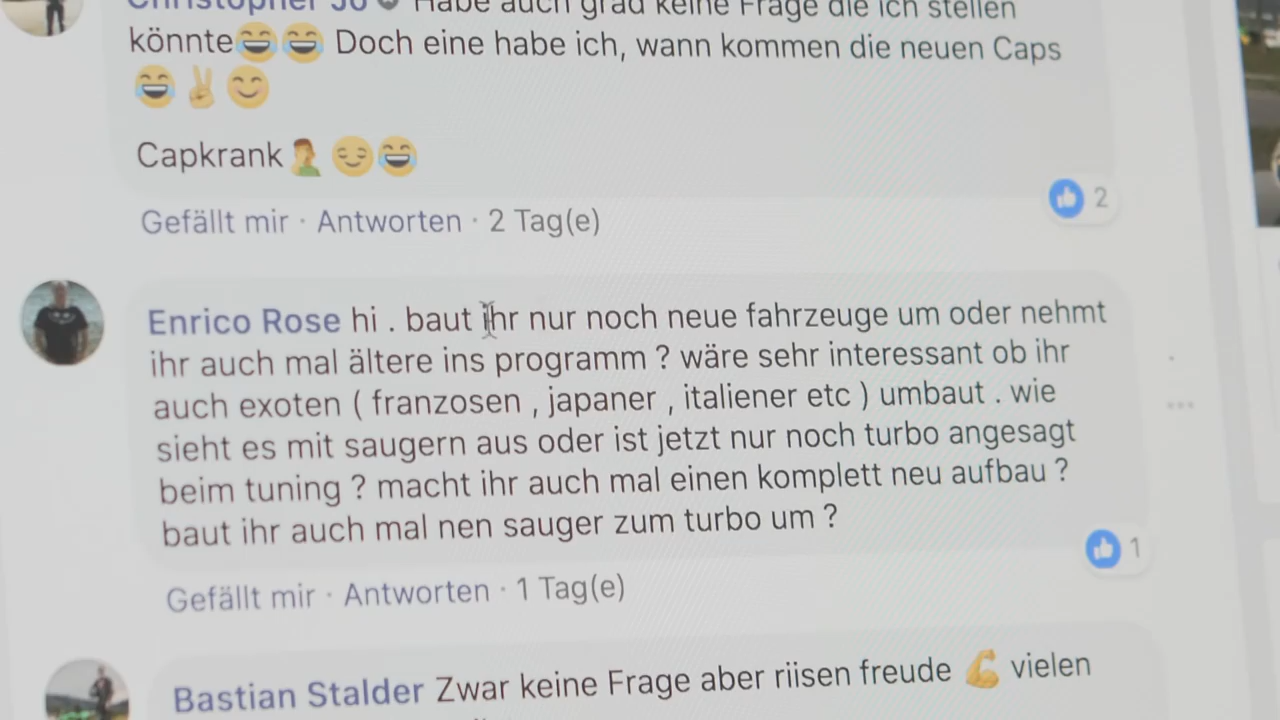 Christopher Jo Habe auch grad keine Frage die ich stellen
könnte😂😂 Doch eine habe ich, wann kommen die neuen Caps
😂✌😊
Capkrank🤦😏😂
2
Gefällt mir · Antworten · 2 Tag(e)
Enrico Rose hi . baut ihr nur noch neue fahrzeuge um oder nehmt
ihr auch mal ältere ins programm ? wäre sehr interessant ob ihr
auch exoten ( franzosen , japaner , italiener etc ) umbaut . wie
sieht es mit saugern aus oder ist jetzt nur noch turbo angesagt
beim tuning ? macht ihr auch mal einen komplett neu aufbau ?
baut ihr auch mal nen sauger zum turbo um ?
1
Gefällt mir · Antworten · 1 Tag(e)
Bastian Stalder Zwar keine Frage aber riisen freude 💪 vielen